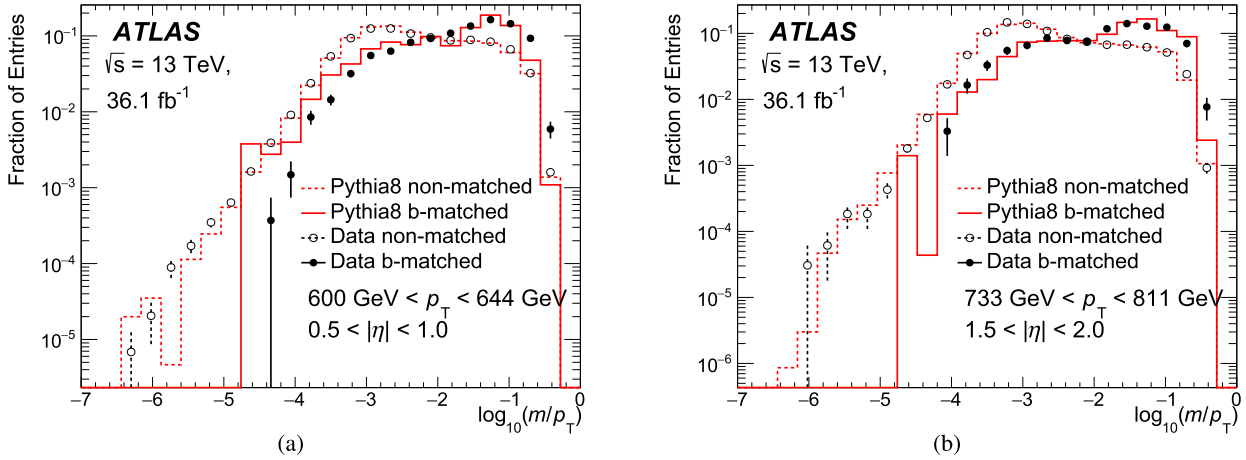 Fraction of Entries
10⁻¹
10⁻²
10⁻³
10⁻⁴
10⁻⁵
ATLAS
√s = 13 TeV,
36.1 fb⁻¹
Pythia8 non-matched
Pythia8 b-matched
Data non-matched
Data b-matched
600 GeV < p_T < 644 GeV
0.5 < |η| < 1.0
−7 −6 −5 −4 −3 −2 −1 0
log₁₀(m/p_T)
(a)
Fraction of Entries
10⁻¹
10⁻²
10⁻³
10⁻⁴
10⁻⁵
10⁻⁶
ATLAS
√s = 13 TeV,
36.1 fb⁻¹
Pythia8 non-matched
Pythia8 b-matched
Data non-matched
Data b-matched
733 GeV < p_T < 811 GeV
1.5 < |η| < 2.0
−7 −6 −5 −4 −3 −2 −1 0
log₁₀(m/p_T)
(b)